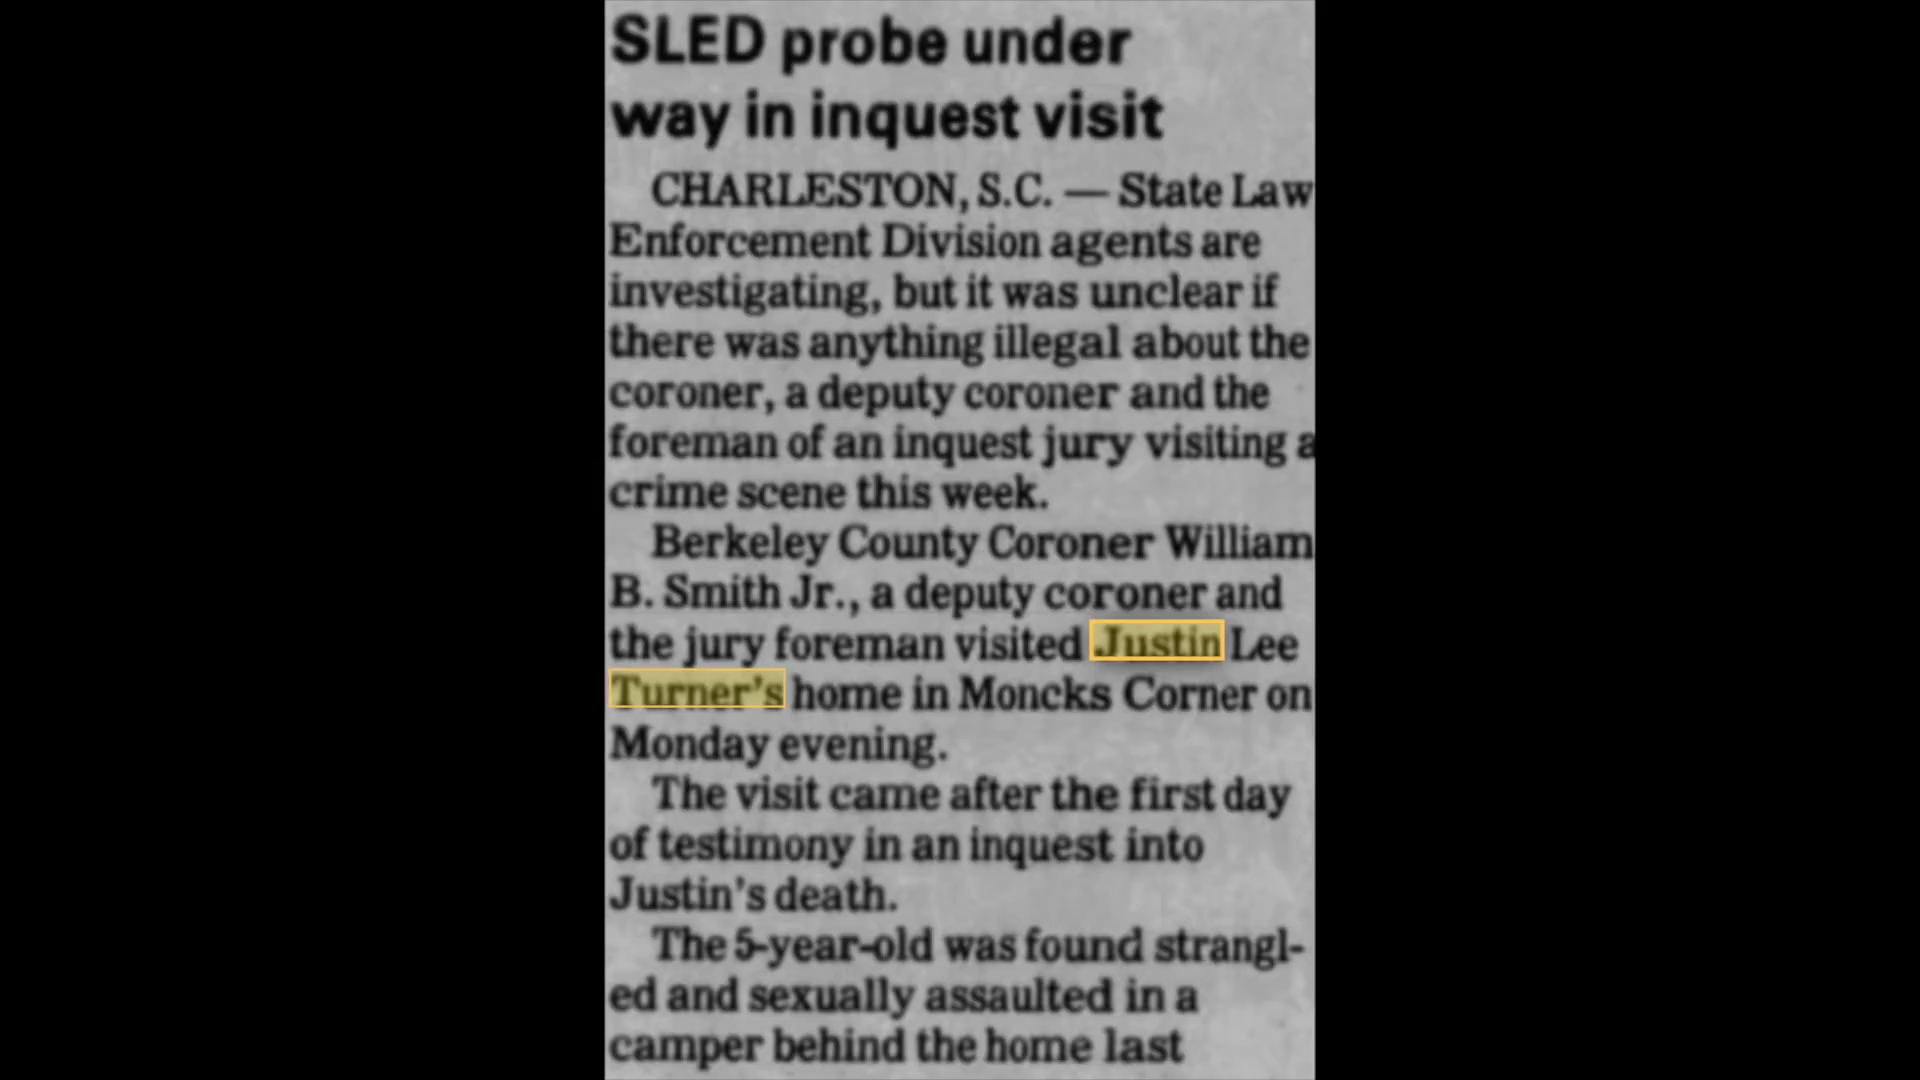 SLED probe under
way in inquest visit
CHARLESTON, S.C. — State Law
Enforcement Division agents are
investigating, but it was unclear if
there was anything illegal about the
coroner, a deputy coroner and the
foreman of an inquest jury visiting a
crime scene this week.
Berkeley County Coroner William
B. Smith Jr., a deputy coroner and
the jury foreman visited Justin Lee
Turner's home in Moncks Corner on
Monday evening.
The visit came after the first day
of testimony in an inquest into
Justin's death.
The 5-year-old was found strangl-
ed and sexually assaulted in a
camper behind the home last